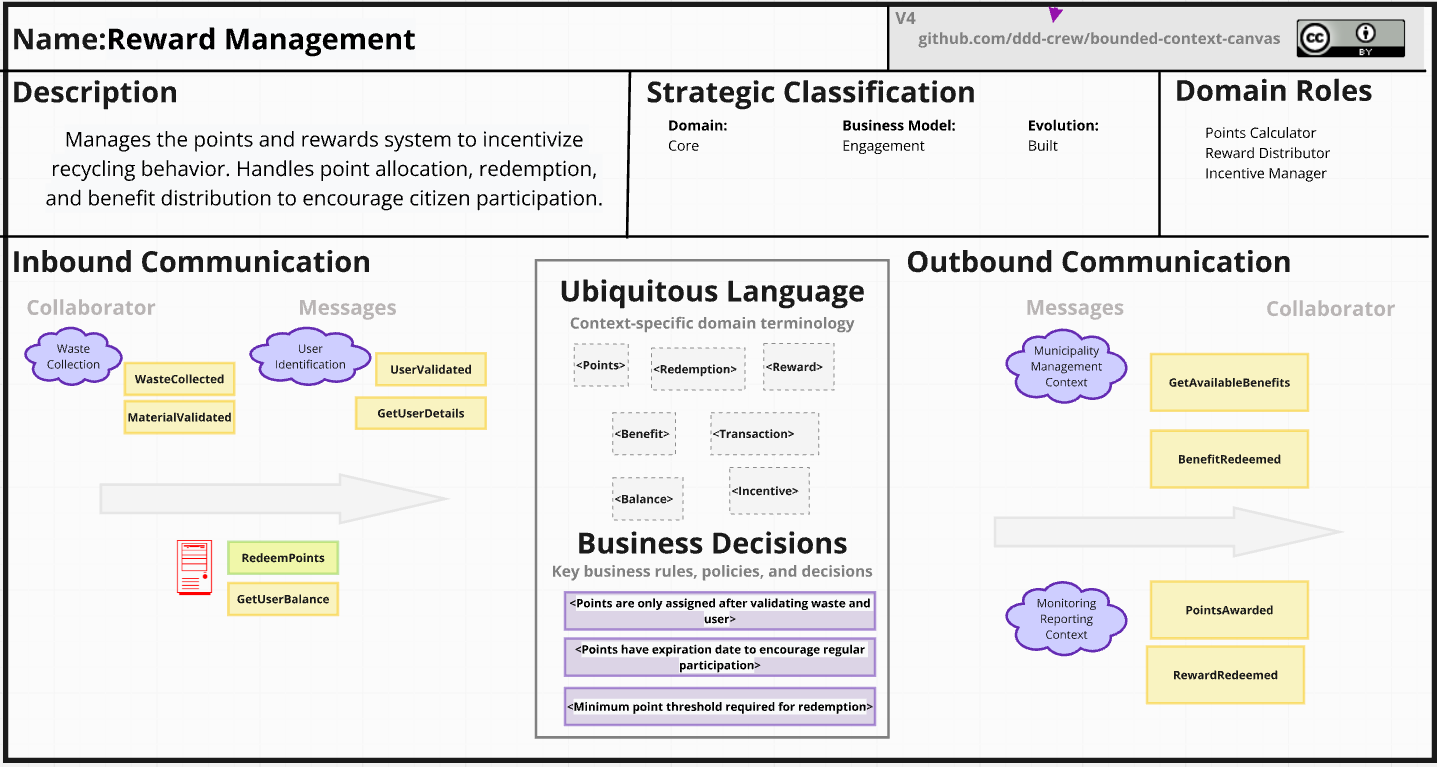 Name:Reward Management
V4
github.com/ddd-crew/bounded-context-canvas
CC
BY
Description
Manages the points and rewards system to incentivize
recycling behavior. Handles point allocation, redemption,
and benefit distribution to encourage citizen participation.
Strategic Classification
Domain:
Core
Business Model:
Engagement
Evolution:
Built
Domain Roles
Points Calculator
Reward Distributor
Incentive Manager
Inbound Communication
Collaborator
Messages
Waste
Collection
WasteCollected
MaterialValidated
User
Identification
UserValidated
GetUserDetails
RedeemPoints
GetUserBalance
Ubiquitous Language
Context-specific domain terminology
<Points>
<Redemption>
<Reward>
<Benefit>
<Transaction>
<Balance>
<Incentive>
Business Decisions
Key business rules, policies, and decisions
<Points are only assigned after validating waste and
user>
<Points have expiration date to encourage regular
participation>
<Minimum point threshold required for redemption>
Outbound Communication
Messages
Collaborator
Municipality
Management
Context
GetAvailableBenefits
BenefitRedeemed
Monitoring
Reporting
Context
PointsAwarded
RewardRedeemed